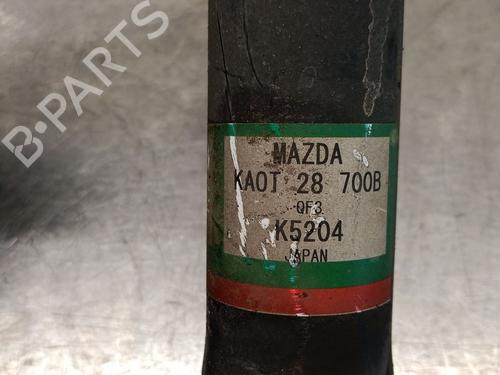 B-PARTS
MAZDA
KA0T 28 700B
QF3
K5204
JAPAN